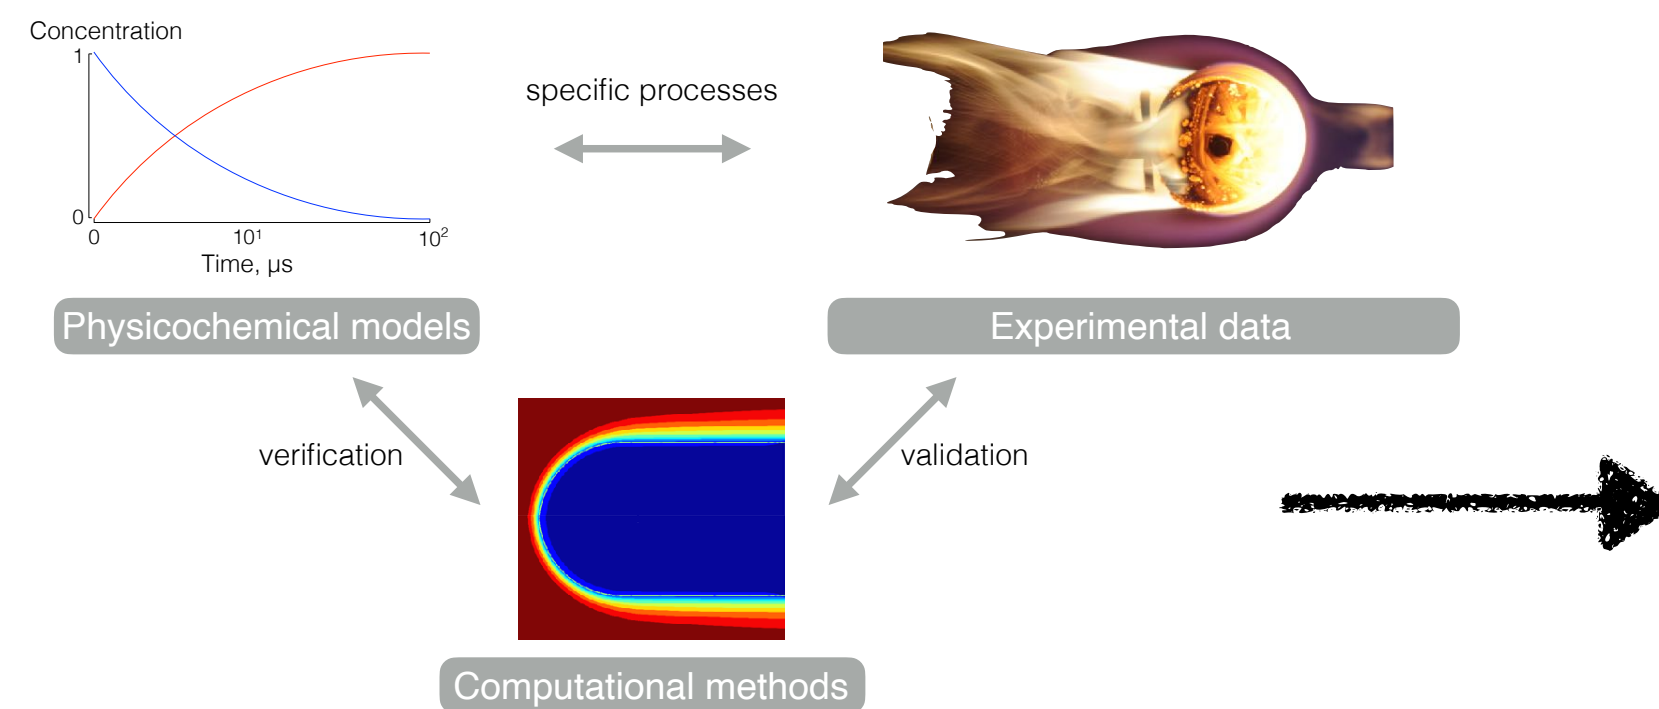 Concentration
1
0
0 10¹ 10²
Time, µs
specific processes
Physicochemical models
Experimental data
verification
validation
Computational methods